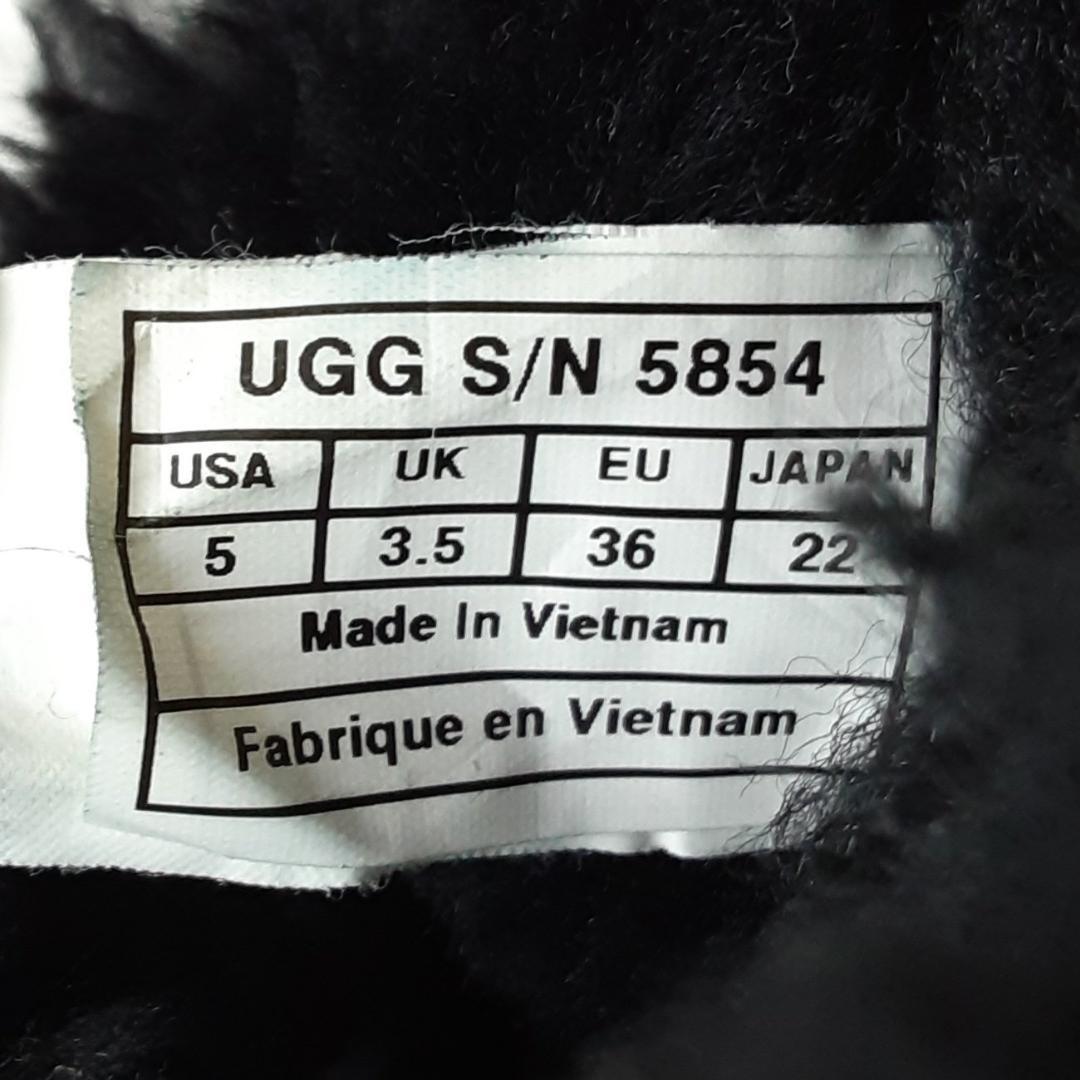 UGG S/N 5854
USA UK EU JAPAN
5 3.5 36 22
Made In Vietnam
Fabrique en Vietnam